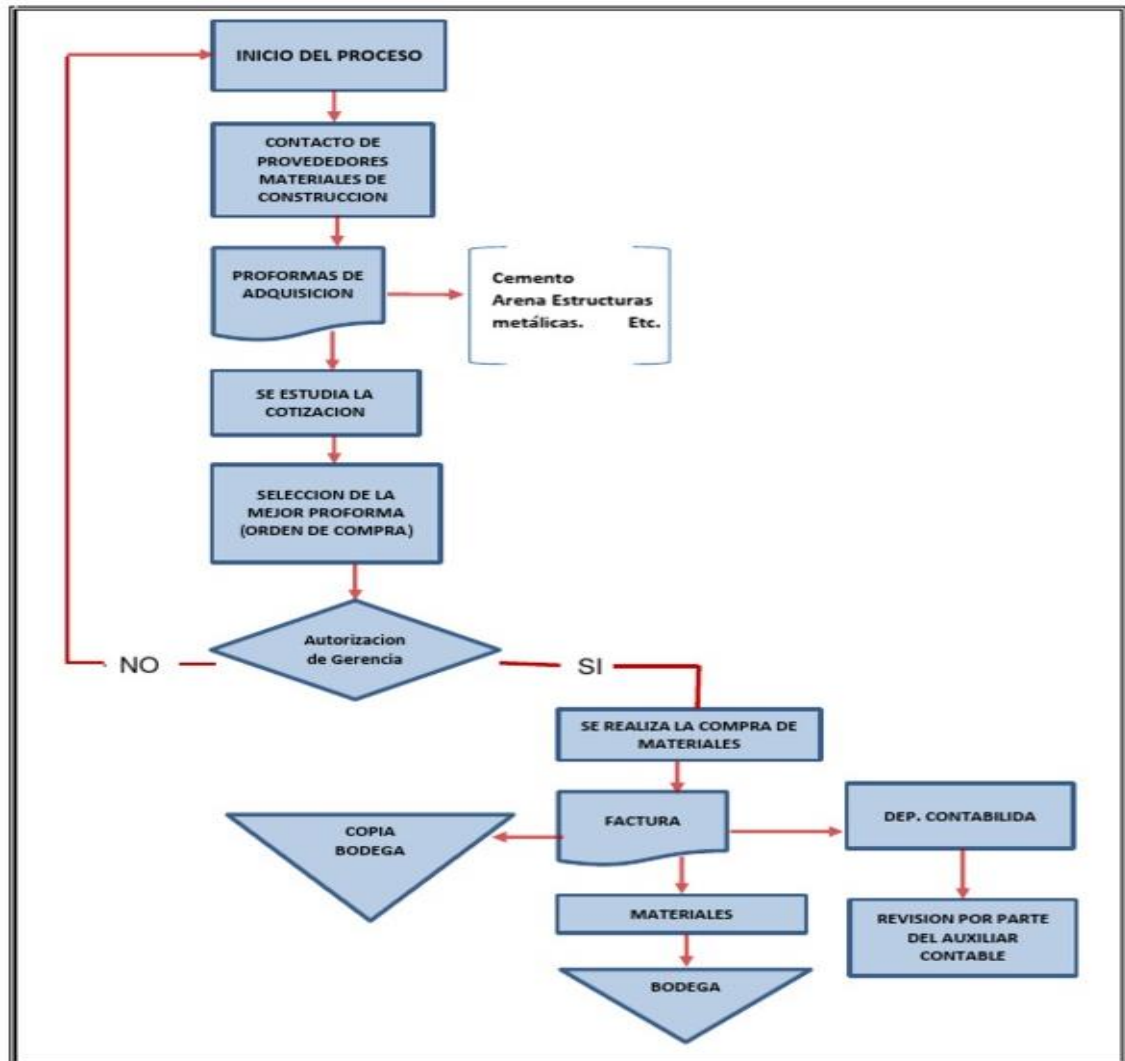 INICIO DEL PROCESO
CONTACTO DE
PROVEDEDORES
MATERIALES DE
CONSTRUCCION
PROFORMAS DE
ADQUISICION
Cemento
Arena Estructuras
metálicas. Etc.
SE ESTUDIA LA
COTIZACION
SELECCION DE LA
MEJOR PROFORMA
(ORDEN DE COMPRA)
Autorizacion
de Gerencia
NO
SI
SE REALIZA LA COMPRA DE
MATERIALES
FACTURA
COPIA
BODEGA
DEP. CONTABILIDA
MATERIALES
REVISION POR PARTE
DEL AUXILIAR
CONTABLE
BODEGA